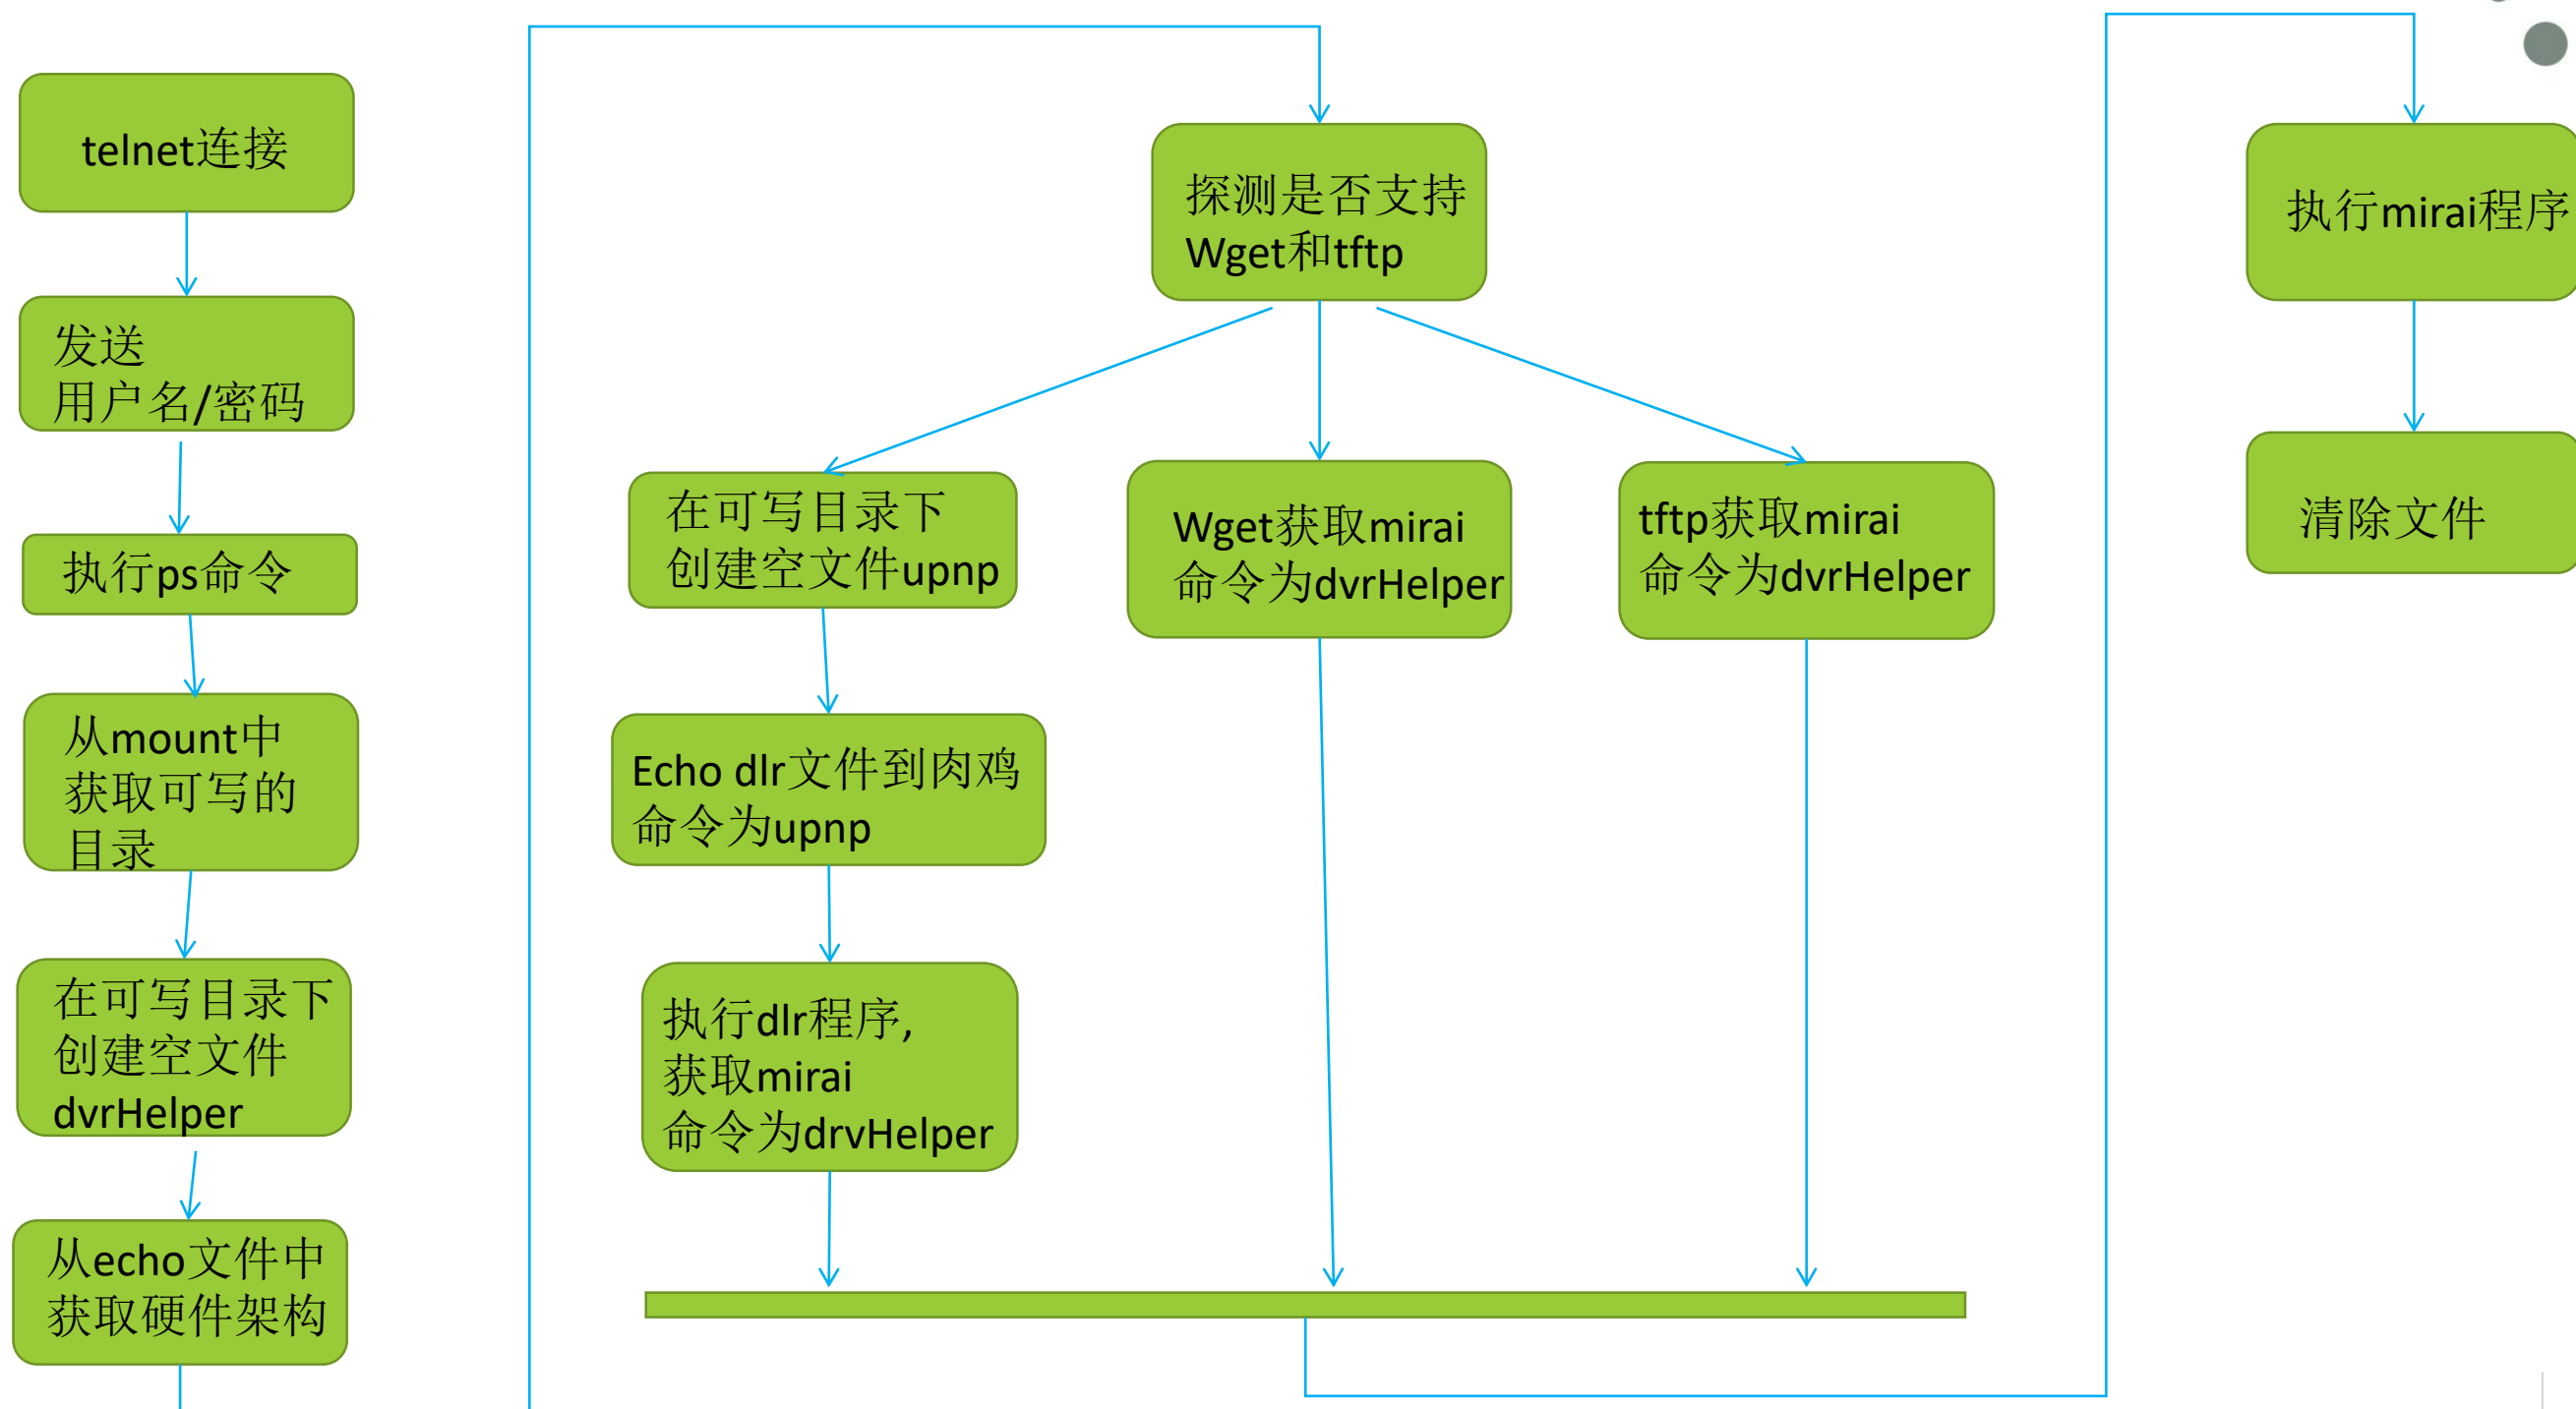 telnet连接
发送
用户名/密码
执行ps命令
从mount中
获取可写的
目录
在可写目录下
创建空文件
dvrHelper
从echo文件中
获取硬件架构
探测是否支持
Wget和tftp
在可写目录下
创建空文件upnp
Echo dlr文件到肉鸡
命令为upnp
执行dlr程序,
获取mirai
命令为drvHelper
Wget获取mirai
命令为dvrHelper
tftp获取mirai
命令为dvrHelper
执行mirai程序
清除文件